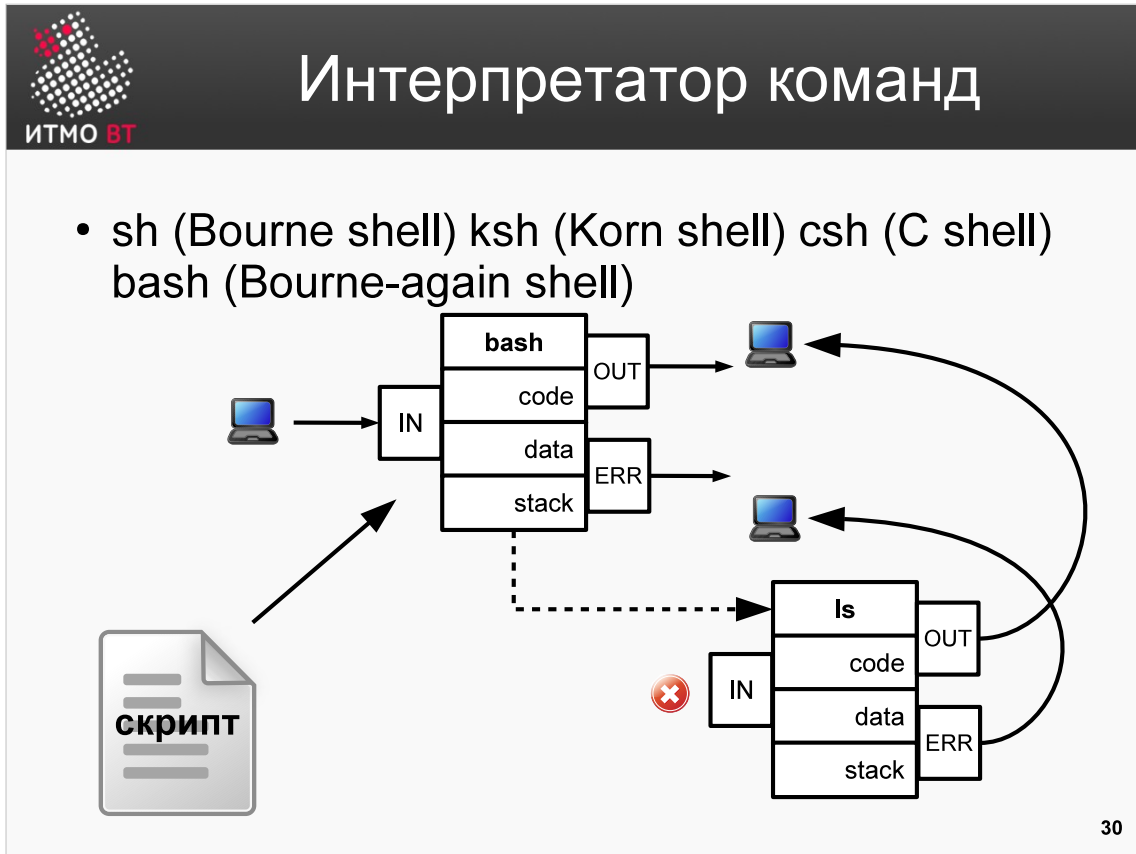 ИТМО ВТ
Интерпретатор команд
• sh (Bourne shell) ksh (Korn shell) csh (C shell)
bash (Bourne-again shell)
bash
OUT
code
IN
data
ERR
stack
ls
OUT
code
IN
data
ERR
stack
скрипт
30